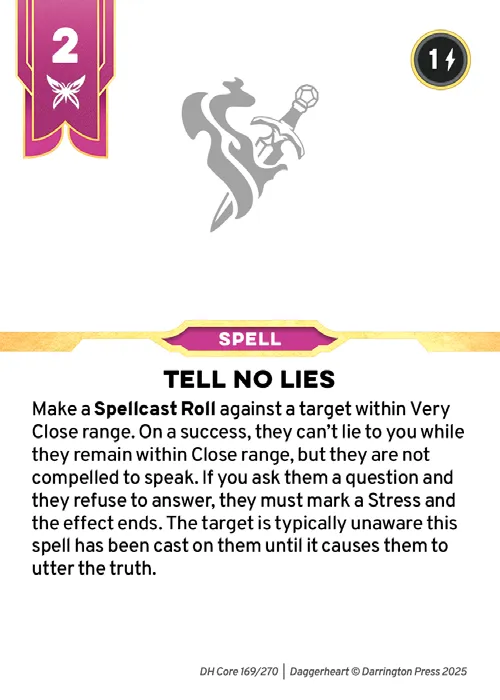 2
1
SPELL
TELL NO LIES
Make a Spellcast Roll against a target within Very
Close range. On a success, they can’t lie to you while
they remain within Close range, but they are not
compelled to speak. If you ask them a question and
they refuse to answer, they must mark a Stress and
the effect ends. The target is typically unaware this
spell has been cast on them until it causes them to
utter the truth.
DH Core 169/270 | Daggerheart © Darrington Press 2025